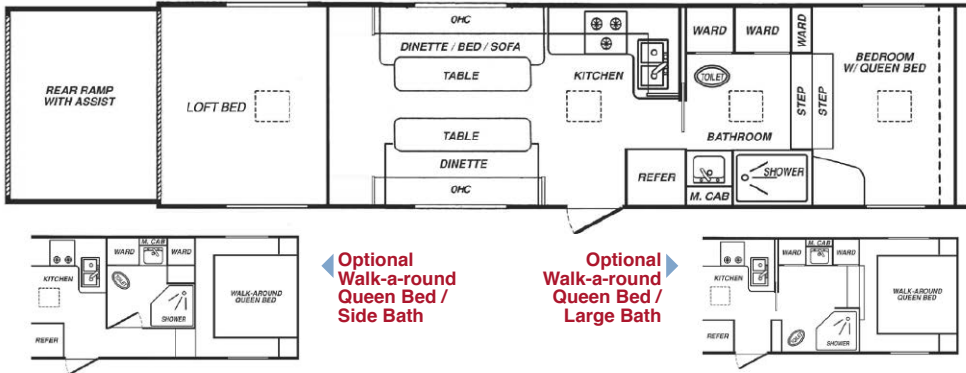 OHC
DINETTE / BED / SOFA
TABLE
KITCHEN
WARD
WARD
WARD
BEDROOM
W/ QUEEN BED
REAR RAMP
WITH ASSIST
LOFT BED
TOILET
STEP
STEP
BATHROOM
TABLE
DINETTE
OHC
REFER
M. CAB
SHOWER
KITCHEN
WARD
M. CAB
WARD
TOILET
SHOWER
WALK-AROUND
QUEEN BED
REFER
Optional
Walk-a-round
Queen Bed /
Side Bath
Optional
Walk-a-round
Queen Bed /
Large Bath
KITCHEN
WARD
M. CAB
WARD
WALK-AROUND
QUEEN BED
REFER
SHOWER